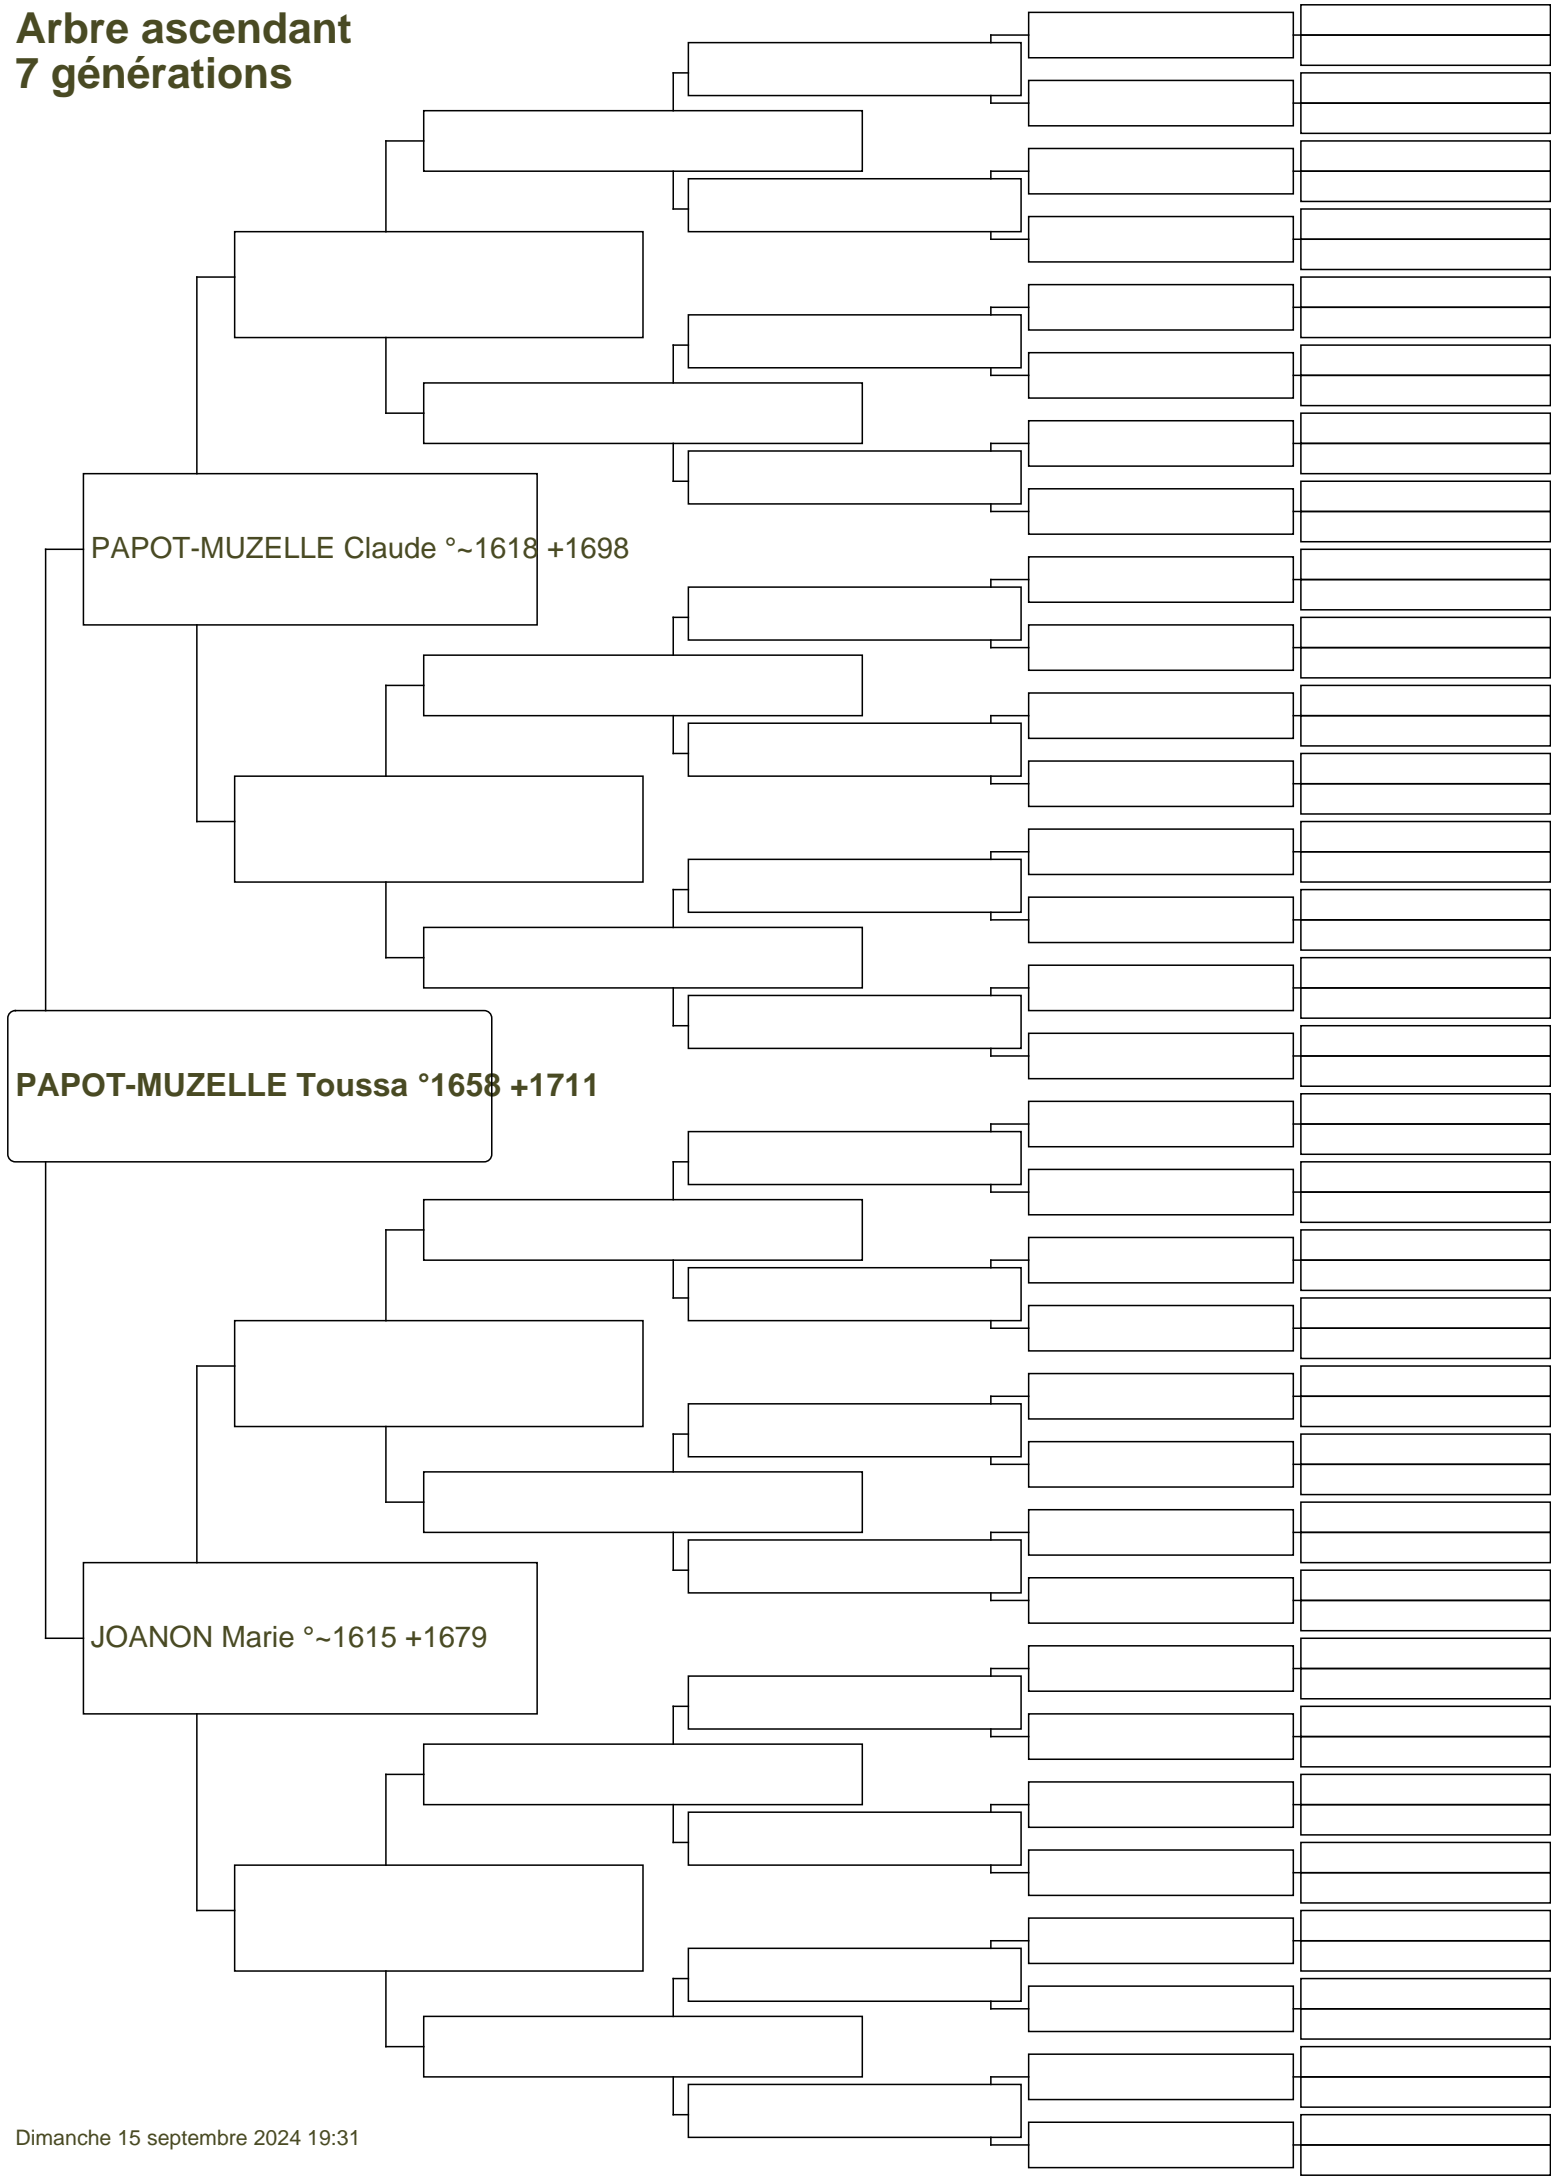 Arbre ascendant
7 générations
PAPOT-MUZELLE Claude °~1618 +1698
PAPOT-MUZELLE Toussa °1658 +1711
JOANON Marie °~1615 +1679
Dimanche 15 septembre 2024 19:31